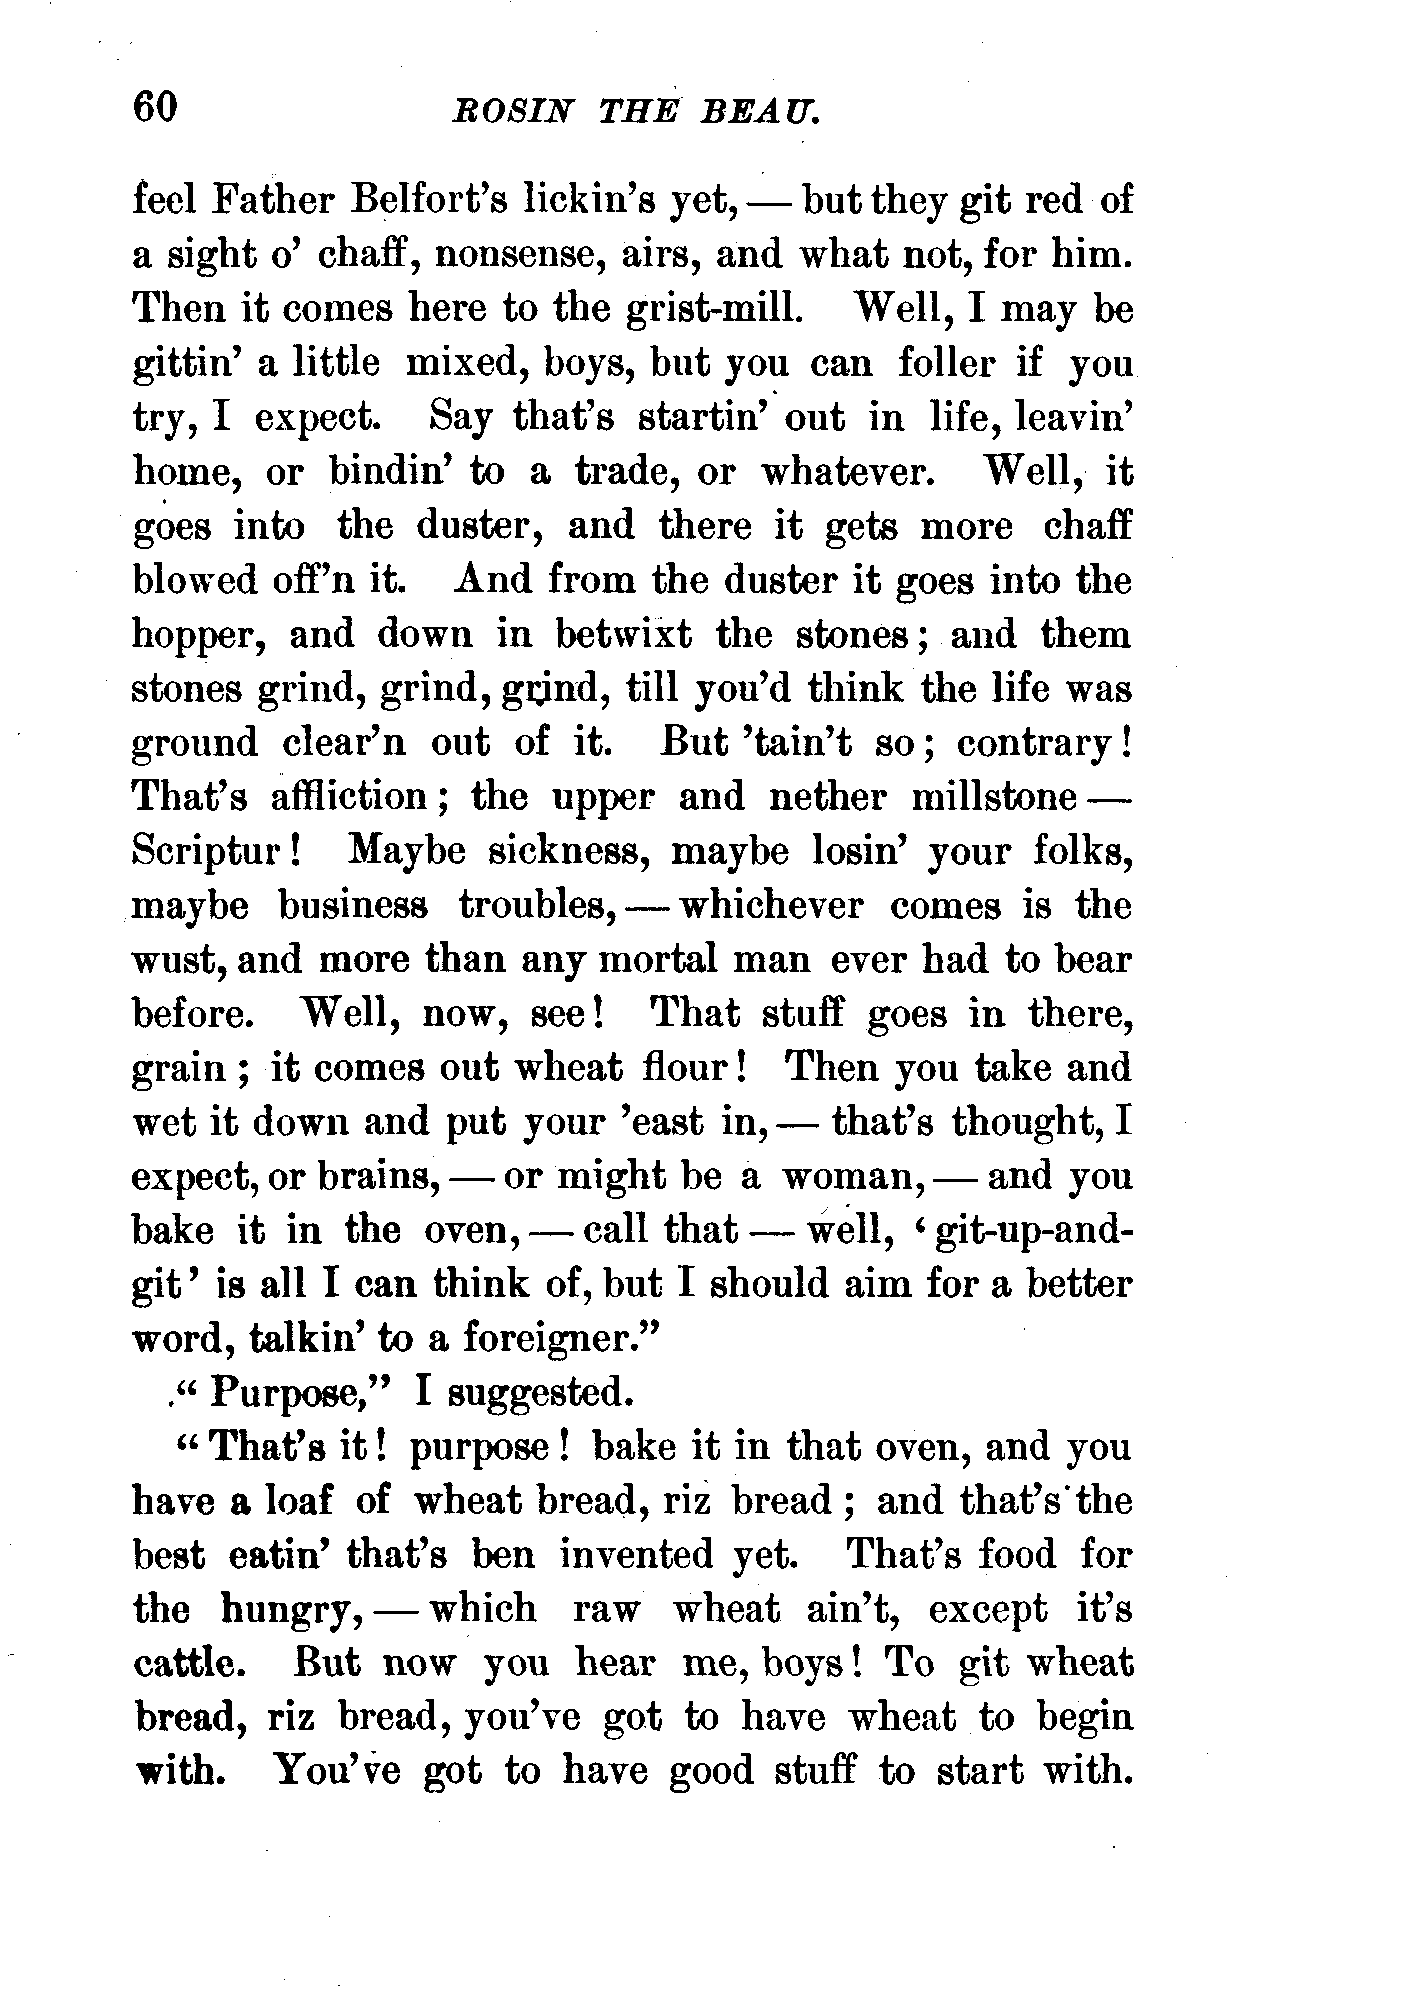 60 ROSIN THE BEAU.
feel Father Belfort's lickin's yet, — but they git red of
a sight o' chaff, nonsense, airs, and what not, for him.
Then it comes here to the grist-mill. Well, I may be
gittin' a little mixed, boys, but you can foller if you
try, I expect. Say that's startin' out in life, leavin'
home, or bindin' to a trade, or whatever. Well, it
goes into the duster, and there it gets more chaff
blowed off'n it. And from the duster it goes into the
hopper, and down in betwixt the stones; and them
stones grind, grind, grind, till you'd think the life was
ground clear'n out of it. But 'tain't so; contrary!
That's affliction; the upper and nether millstone —
Scriptur! Maybe sickness, maybe losin' your folks,
maybe business troubles, — whichever comes is the
wust, and more than any mortal man ever had to bear
before. Well, now, see! That stuff goes in there,
grain; it comes out wheat flour! Then you take and
wet it down and put your 'east in, — that's thought, I
expect, or brains, — or might be a woman, — and you
bake it in the oven, — call that — well, 'git-up-and-
git' is all I can think of, but I should aim for a better
word, talkin' to a foreigner."
"Purpose," I suggested.
"That's it! purpose! bake it in that oven, and you
have a loaf of wheat bread, riz bread; and that's the
best eatin' that's ben invented yet. That's food for
the hungry, — which raw wheat ain't, except it's
cattle. But now you hear me, boys! To git wheat
bread, riz bread, you've got to have wheat to begin
with. You've got to have good stuff to start with.